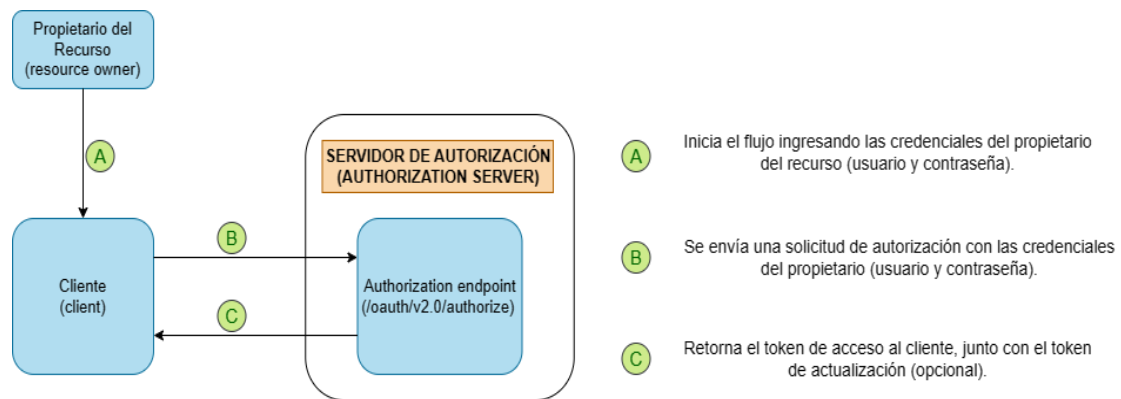 Propietario del
Recurso
(resource owner)
A
SERVIDOR DE AUTORIZACIÓN
(AUTHORIZATION SERVER)
Cliente
(client)
B
C
Authorization endpoint
(/oauth/v2.0/authorize)
A
Inicia el flujo ingresando las credenciales del propietario
del recurso (usuario y contraseña).
B
Se envía una solicitud de autorización con las credenciales
del propietario (usuario y contraseña).
C
Retorna el token de acceso al cliente, junto con el token
de actualización (opcional).